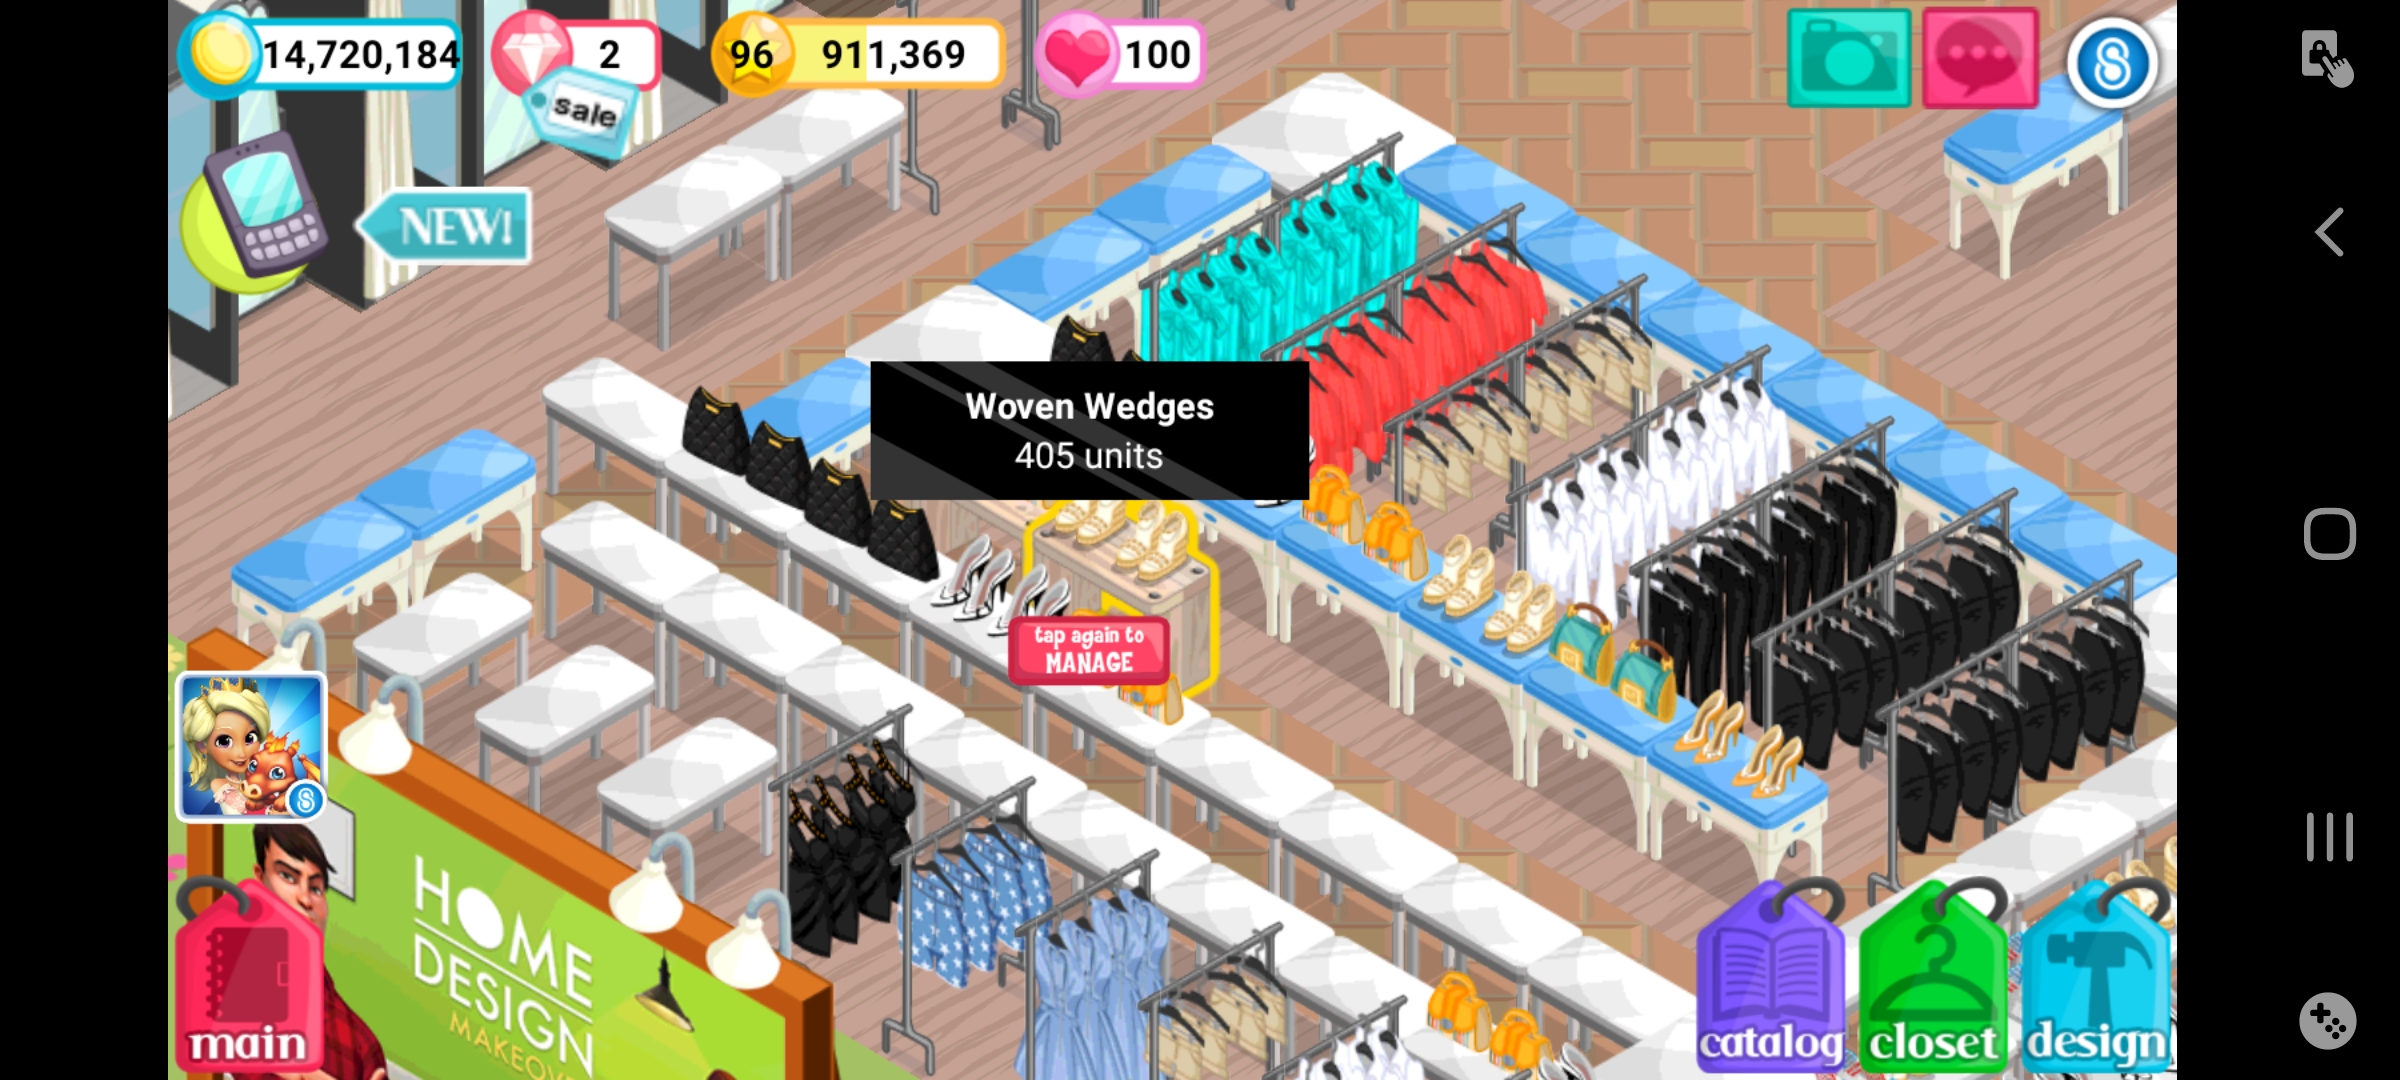 14,720,184
2
96
911,369
100
sale
NEW!
Woven Wedges
405 units
tap again to
MANAGE
HOME
DESIGN
main
catalog
closet
design